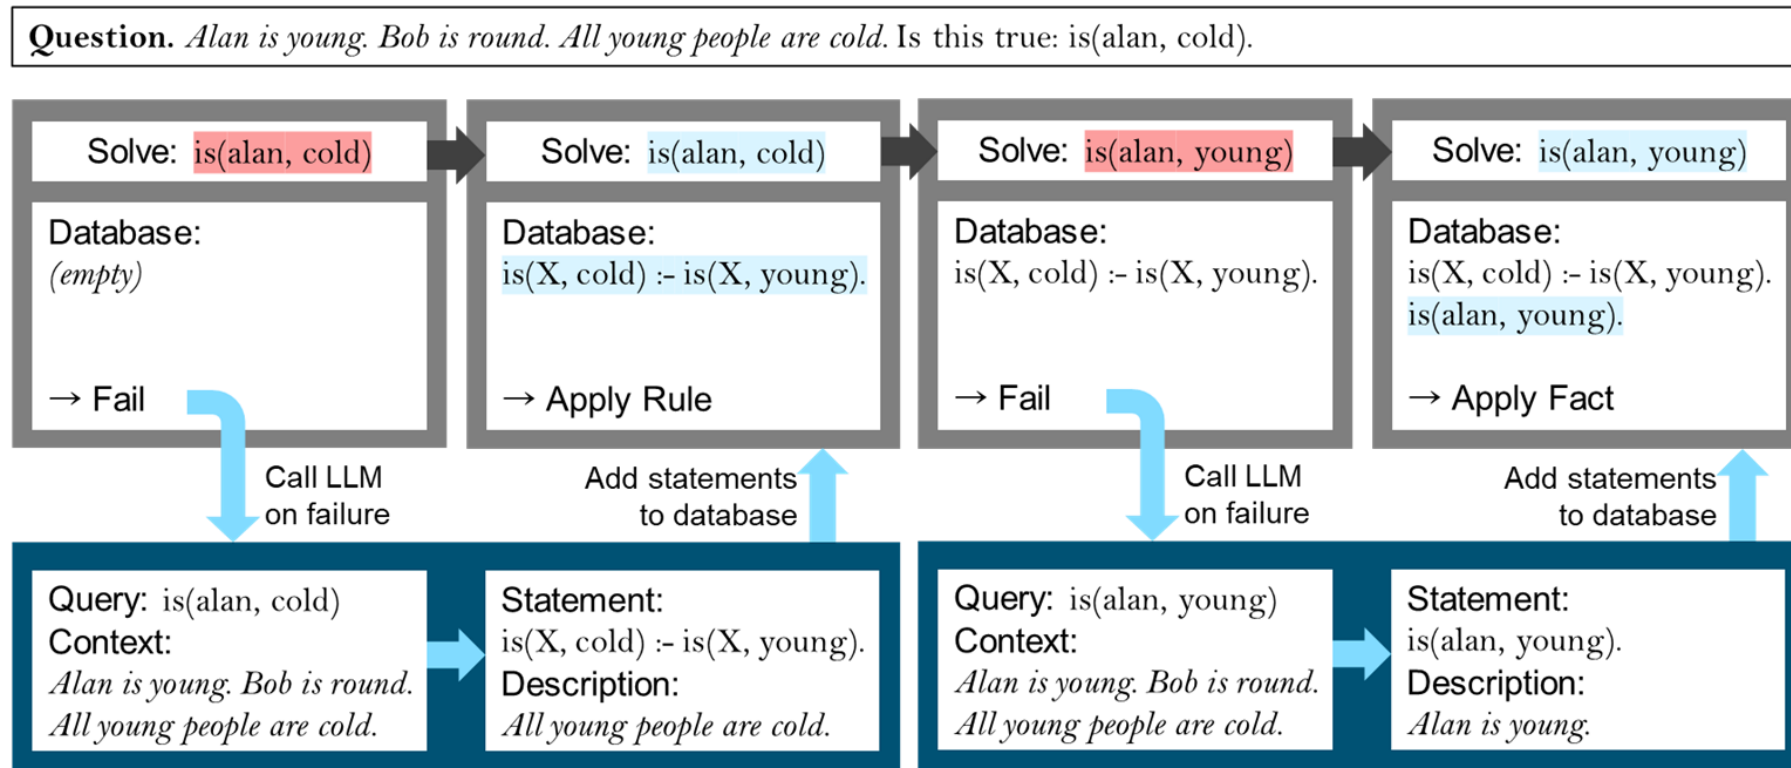 Question. Alan is young. Bob is round. All young people are cold. Is this true: is(alan, cold).
Solve: is(alan, cold)
Database:
(empty)
→ Fail
Solve: is(alan, cold)
Database:
is(X, cold) :- is(X, young).
→ Apply Rule
Solve: is(alan, young)
Database:
is(X, cold) :- is(X, young).
→ Fail
Solve: is(alan, young)
Database:
is(X, cold) :- is(X, young).
is(alan, young).
→ Apply Fact
Call LLM
on failure
Add statements
to database
Call LLM
on failure
Add statements
to database
Query: is(alan, cold)
Context:
Alan is young. Bob is round.
All young people are cold.
Statement:
is(X, cold) :- is(X, young).
Description:
All young people are cold.
Query: is(alan, young)
Context:
Alan is young. Bob is round.
All young people are cold.
Statement:
is(alan, young).
Description:
Alan is young.